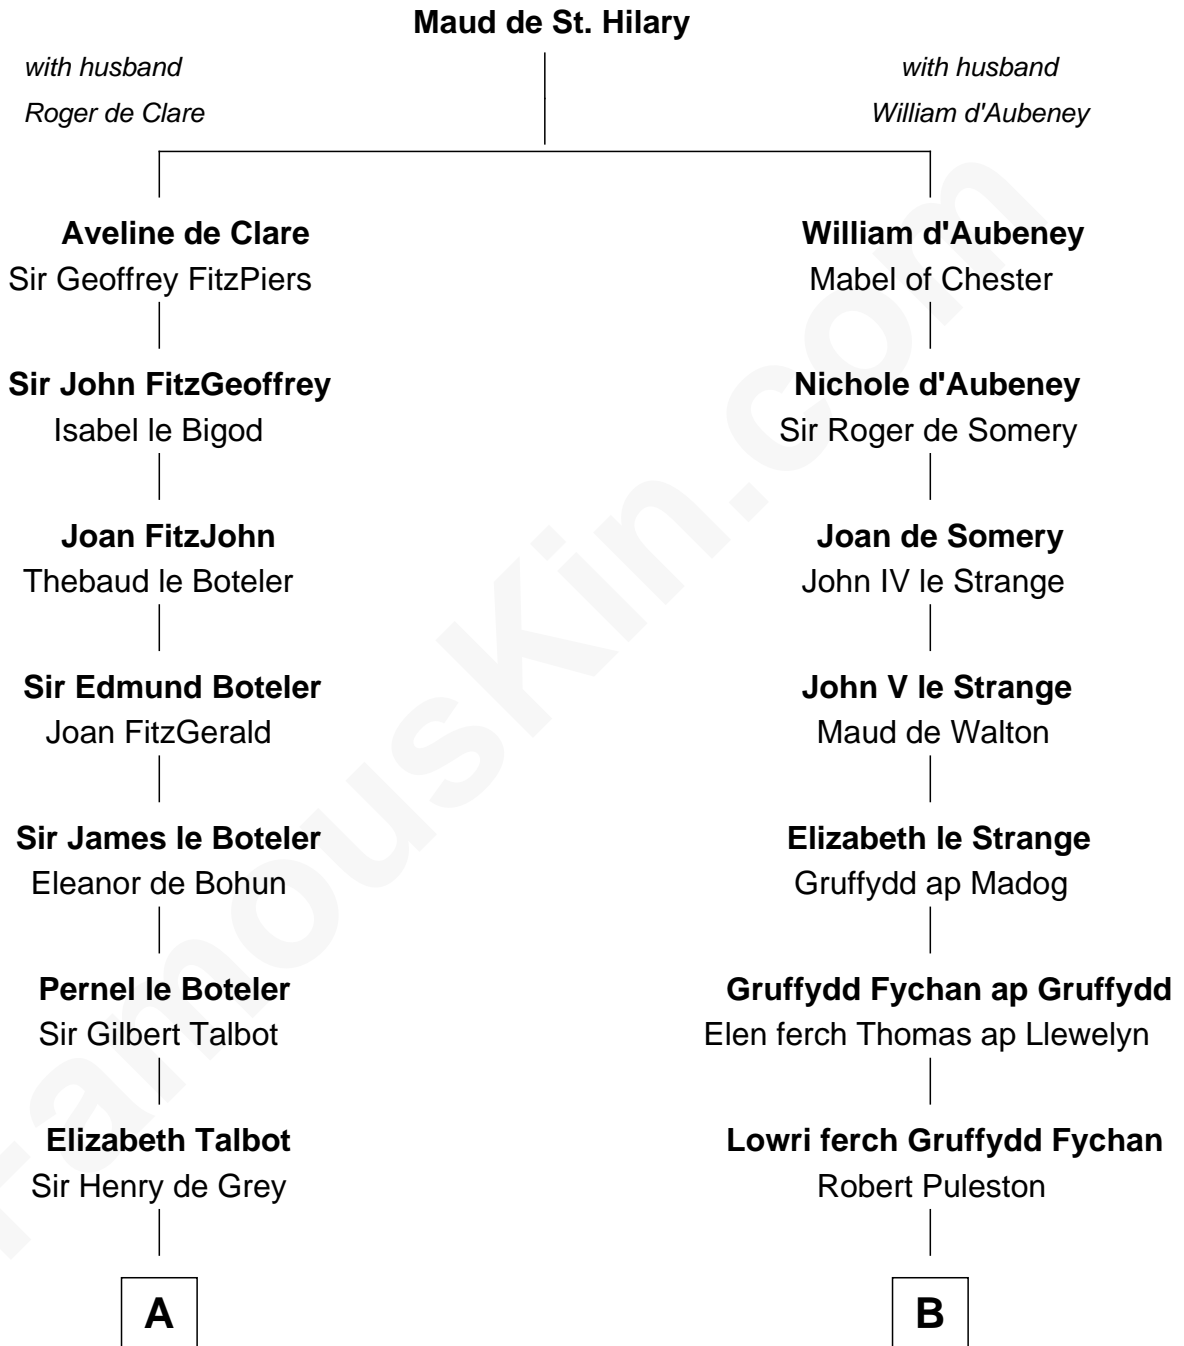 Maud de St. Hilary
with husband
Roger de Clare
with husband
William d'Aubeney
Aveline de Clare
Sir Geoffrey FitzPiers
William d'Aubeney
Mabel of Chester
Sir John FitzGeoffrey
Isabel le Bigod
Nichole d'Aubeney
Sir Roger de Somery
Joan FitzJohn
Thebaud le Boteler
Joan de Somery
John IV le Strange
Sir Edmund Boteler
Joan FitzGerald
John V le Strange
Maud de Walton
Sir James le Boteler
Eleanor de Bohun
Elizabeth le Strange
Gruffydd ap Madog
Pernel le Boteler
Sir Gilbert Talbot
Gruffydd Fychan ap Gruffydd
Elen ferch Thomas ap Llewelyn
Elizabeth Talbot
Sir Henry de Grey
Lowri ferch Gruffydd Fychan
Robert Puleston
A
B
FamousKin.com